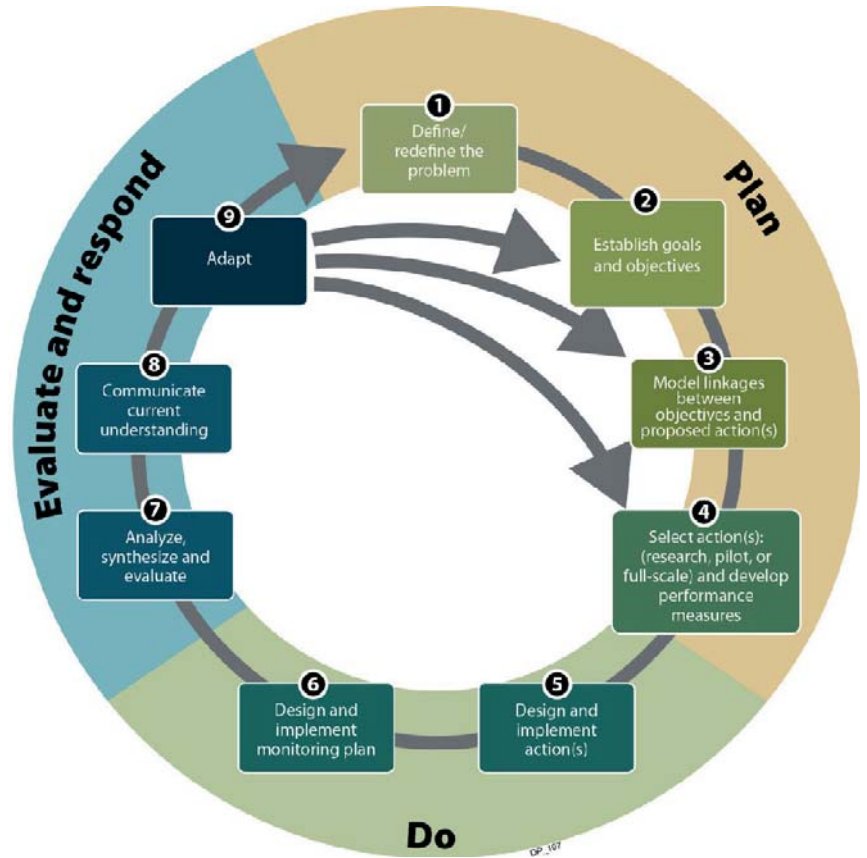 Plan
1
Define/
redefine the
problem
2
Establish goals
and objectives
3
Model linkages
between
objectives and
proposed action(s)
4
Select action(s):
(research, pilot, or
full-scale) and develop
performance
measures
Do
5
Design and
implement
action(s)
6
Design and
implement
monitoring plan
Evaluate and respond
7
Analyze,
synthesize and
evaluate
8
Communicate
current
understanding
9
Adapt
DP_107